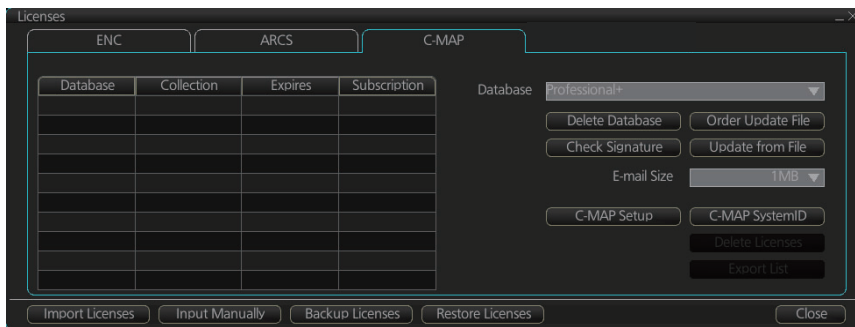 Licenses
ENC ARCS C-MAP
Database Collection Expires Subscription
Database Professional+
Delete Database Order Update File
Check Signature Update from File
E-mail Size 1MB
C-MAP Setup C-MAP SystemID
Delete Licenses
Export List
Import Licenses Input Manually Backup Licenses Restore Licenses Close